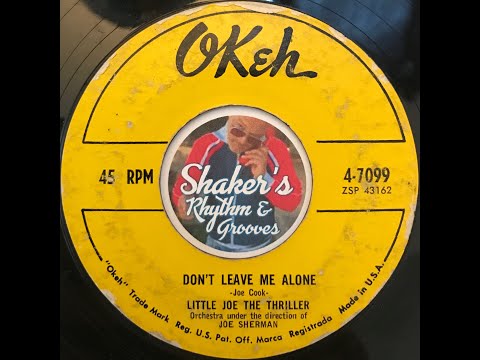 OKeh
45 RPM
4-7099
ZSP 43162
Shaker's
Rhythm &
Grooves
DON'T LEAVE ME ALONE
-Joe Cook-
LITTLE JOE THE THRILLER
Orchestra under the direction of
JOE SHERMAN
"Okeh" Trade Mark Reg. U.S. Pat. Off. Marca Registrada Made in U.S.A.